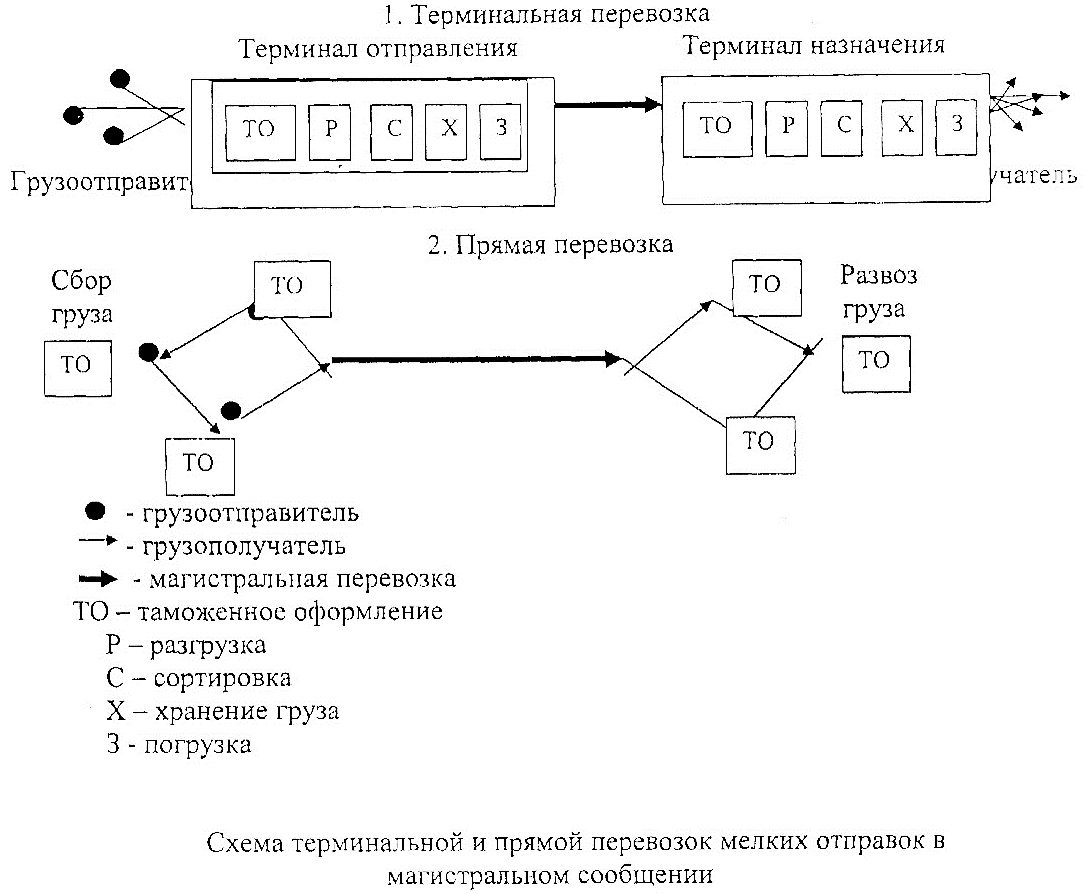 1. Терминальная перевозка
Терминал отправления
Терминал назначения
ТО Р С Х З
ТО Р С Х З
Грузоотправит
учатель
2. Прямая перевозка
Сбор
груза
ТО
ТО
ТО
ТО
Развоз
груза
ТО
ТО
- грузоотправитель
- грузополучатель
- магистральная перевозка
ТО – таможенное оформление
Р – разгрузка
С – сортировка
Х – хранение груза
З - погрузка
Схема терминальной и прямой перевозок мелких отправок в
магистральном сообщении